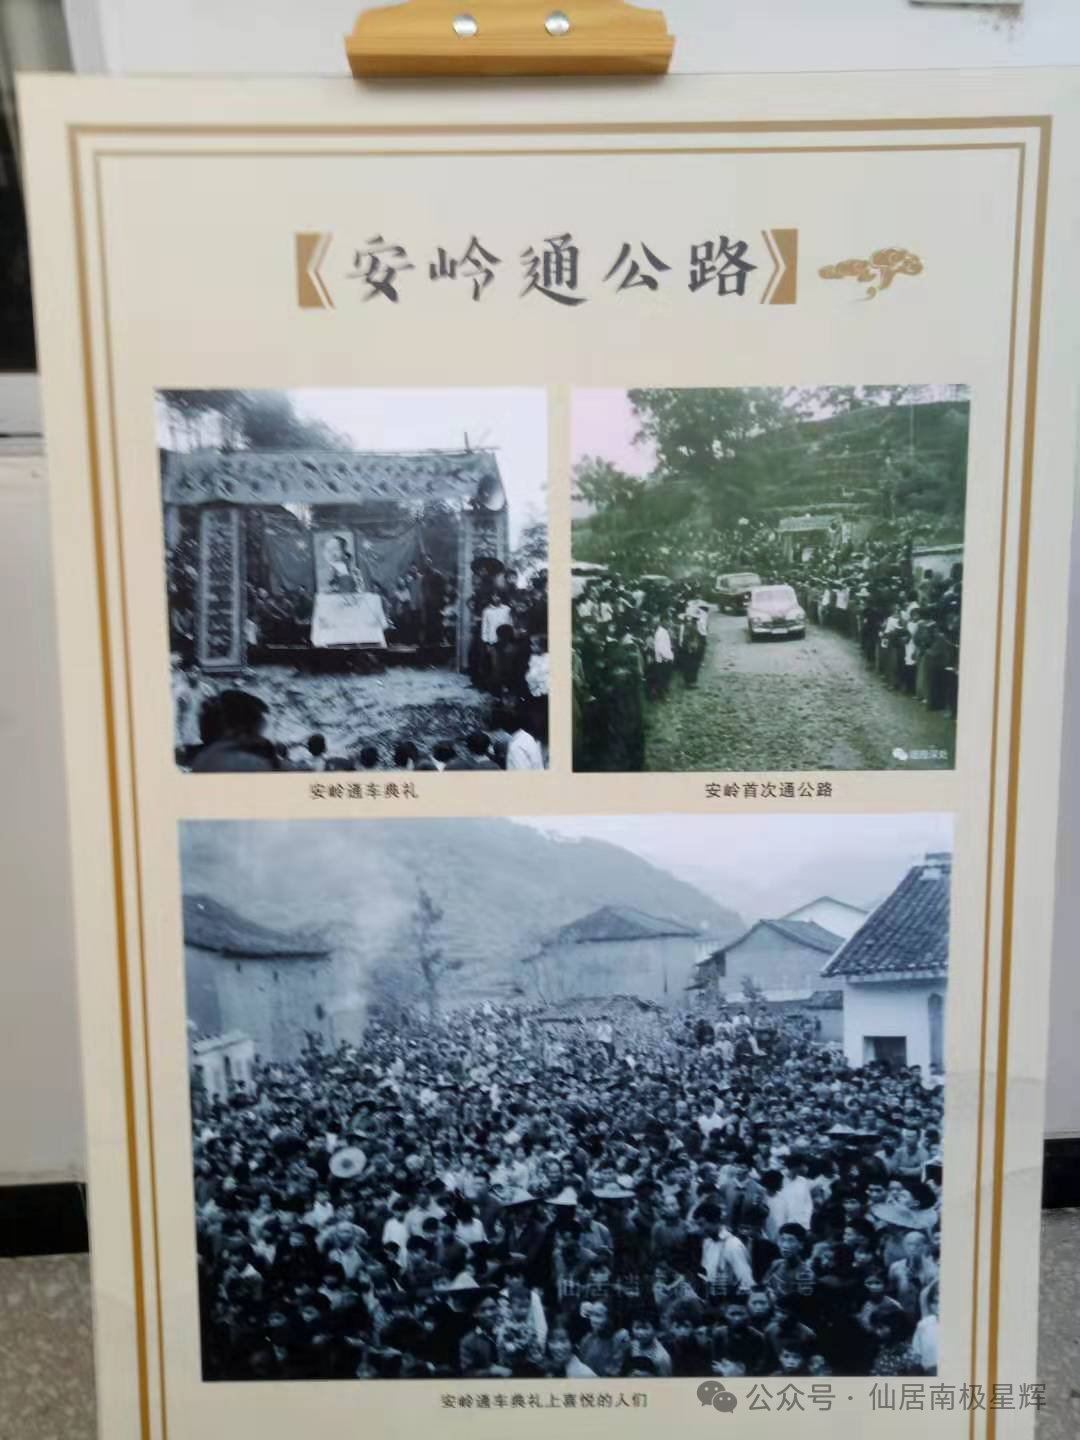 《安岭通公路》
安岭通车典礼
安岭首次通公路
安岭通车典礼上喜悦的人们
公众号·仙居南极星辉